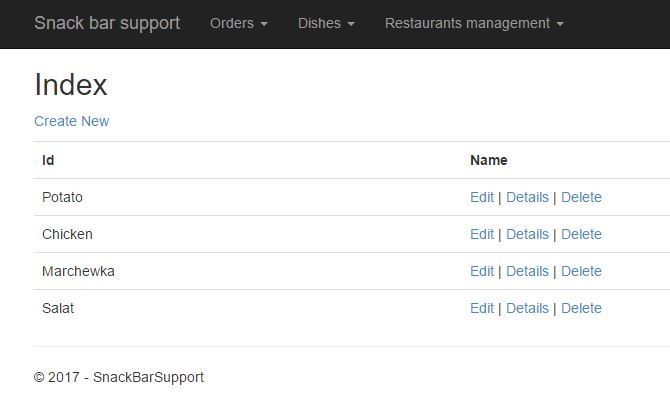 Snack bar support Orders Dishes Restaurants management
Index
Create New
Id Name
Potato Edit | Details | Delete
Chicken Edit | Details | Delete
Marchewka Edit | Details | Delete
Salat Edit | Details | Delete
© 2017 - SnackBarSupport